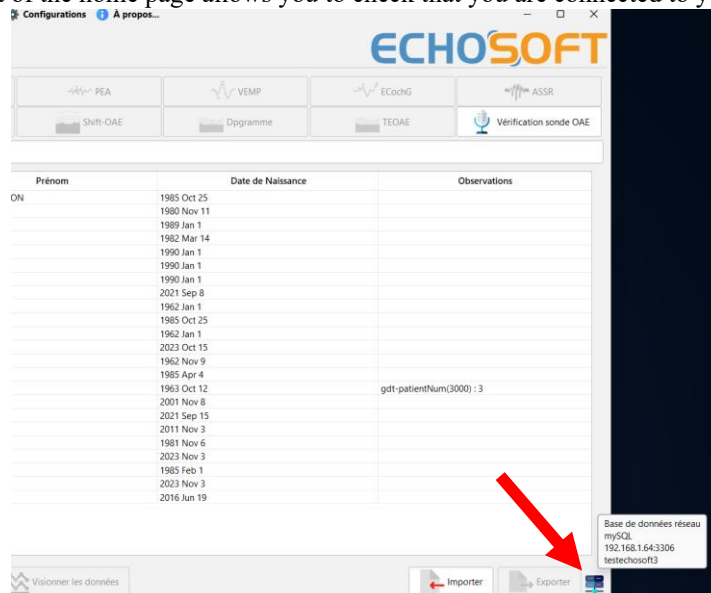 t of the home page allows you to check that you are connected to y
Configurations À propos...
ECHOSOFT
PEA VEMP ECochG ASSR
Shift-OAE Dpgramme TEOAE Vérification sonde OAE
Prénom Date de Naissance Observations
ON 1985 Oct 25
1980 Nov 11
1989 Jan 1
1982 Mar 14
1990 Jan 1
1990 Jan 1
1990 Jan 1
2021 Sep 8
1962 Jan 1
1985 Oct 25
1962 Jan 1
2023 Oct 15
1962 Nov 9
1985 Apr 4
1963 Oct 12 gdt-patientNum(3000) : 3
2001 Nov 8
2021 Sep 15
2011 Nov 3
1981 Nov 6
2023 Nov 3
1985 Feb 1
2023 Nov 3
2016 Jun 19
Base de données réseau
mySQL
192.168.1.64:3306
testechosoft3
Visionner les données Importer Exporter